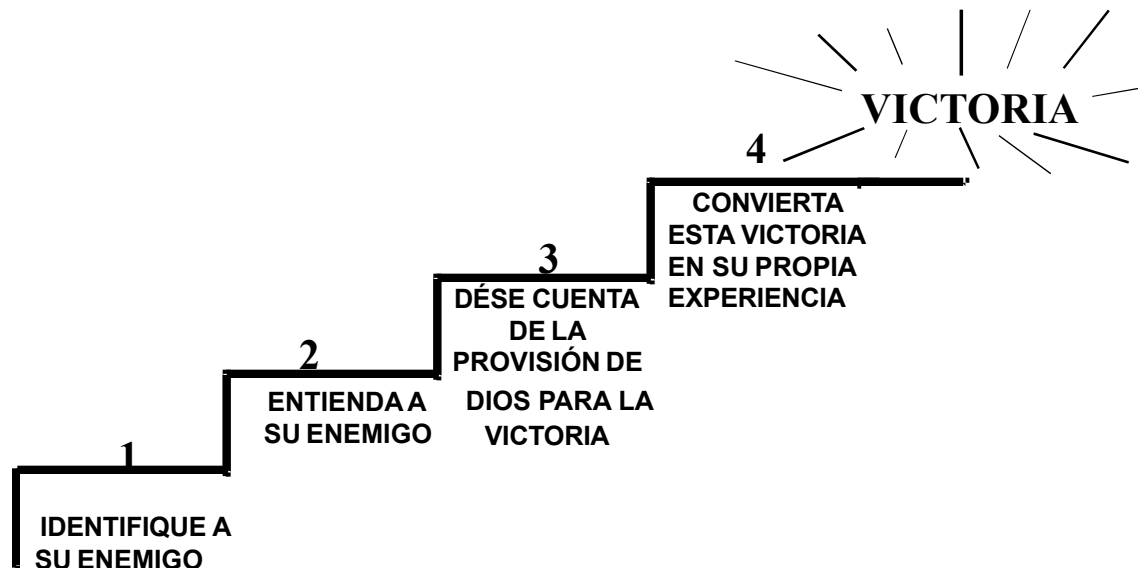 VICTORIA
4
CONVIERTA
ESTA VICTORIA
EN SU PROPIA
EXPERIENCIA
3
DÉSE CUENTA
DE LA
PROVISIÓN DE
DIOS PARA LA
VICTORIA
2
ENTIENDA A
SU ENEMIGO
1
IDENTIFIQUE A
SU ENEMIGO